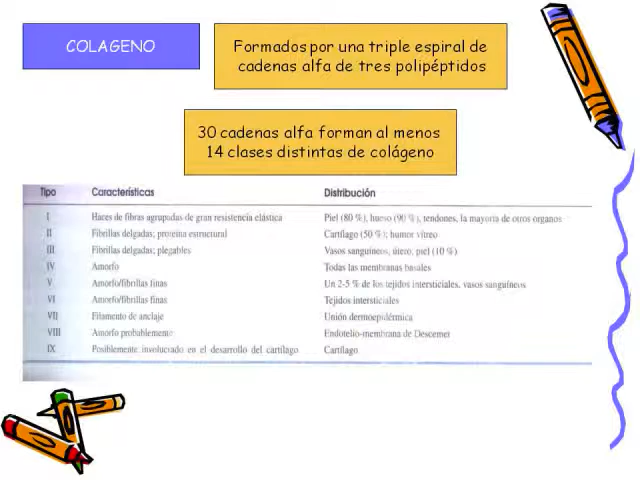 COLAGENO
Formados por una triple espiral de
cadenas alfa de tres polipéptidos
30 cadenas alfa forman al menos
14 clases distintas de colágeno
Tipo Características Distribución
I Haces de fibras agrupadas de gran resistencia elástica Piel (80 %), hueso (90 %), tendones, la mayoría de otros organos
II Fibrillas delgadas; proteína estructural Cartílago (50 %); humor vítreo
III Fibrillas delgadas; plegables Vasos sanguíneos, útero, piel (10 %)
IV Amorfo Todas las membranas basales
V Amorfo/fibrillas finas Un 2-5 % de los tejidos intersticiales, vasos sanguíneos
VI Amorfo/fibrillas finas Tejidos intersticiales
VII Filamento de anclaje Unión dermoepidérmica
VIII Amorfo probablemente Endotelio-membrana de Descemet
IX Posiblemente involucrado en el desarrollo del cartílago Cartílago